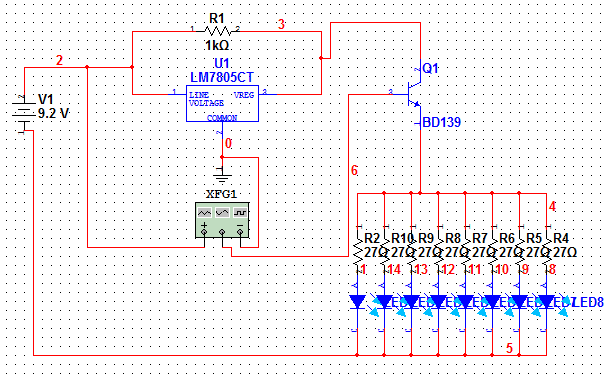 R1
3
1kΩ
2
U1
LM7805CT
Q1
V1
9.2 V
LINE VREG
VOLTAGE
COMMON
BD139
0
XFG1
6
4
R2 R10 R9 R8 R7 R6 R5 R4
27Ω 27Ω 27Ω 27Ω 27Ω 27Ω 27Ω 27Ω
1 14 13 12 11 10 9 8
LED8
5